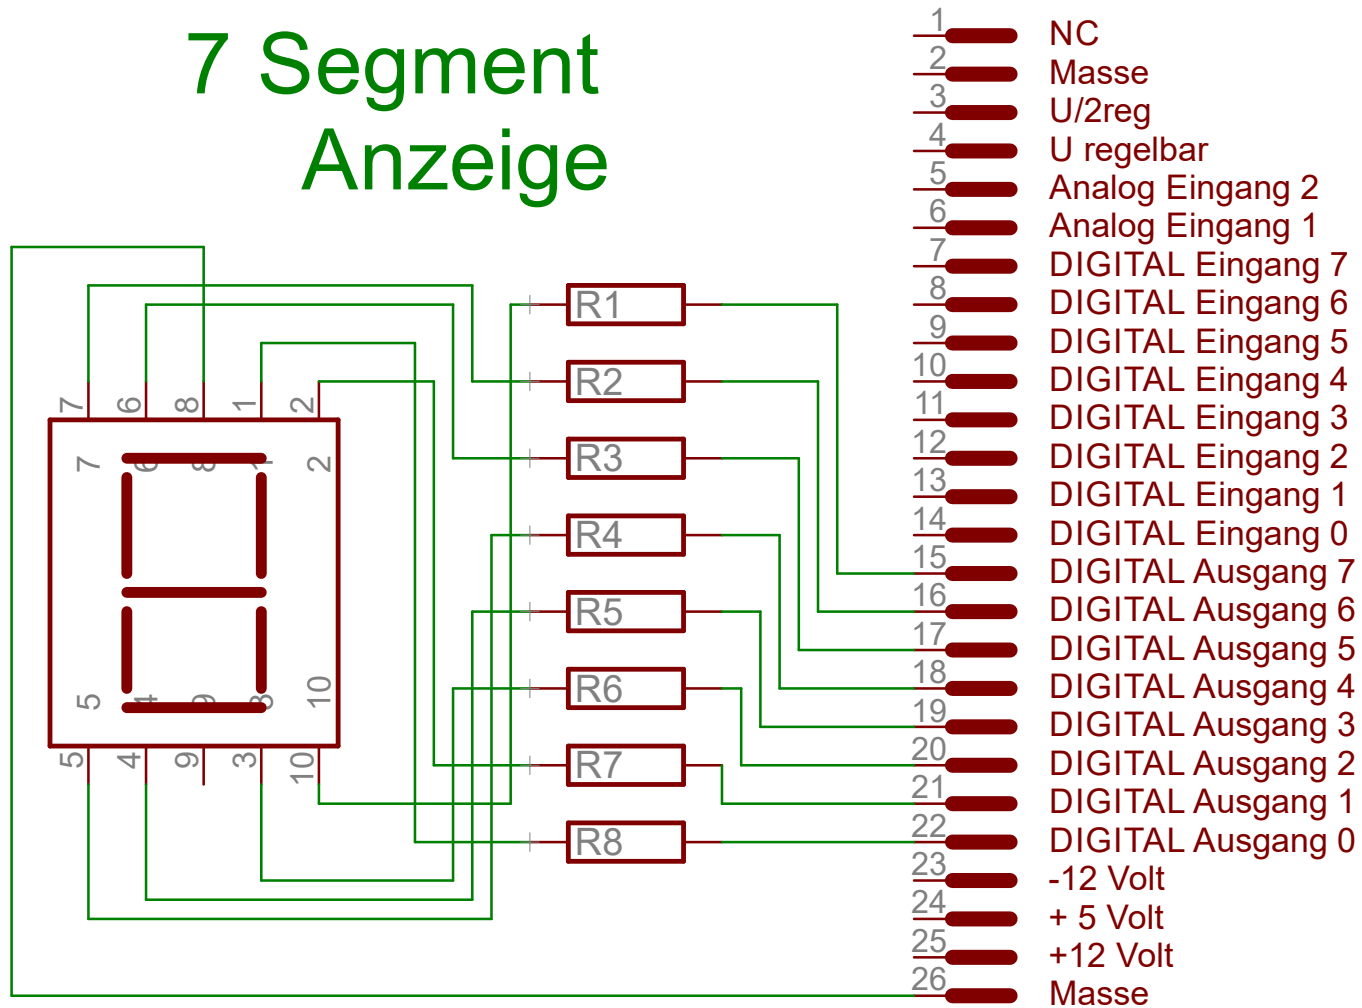 7 Segment
Anzeige
1 NC
2 Masse
3 U/2reg
4 U regelbar
5 Analog Eingang 2
6 Analog Eingang 1
7 DIGITAL Eingang 7
8 DIGITAL Eingang 6
9 DIGITAL Eingang 5
10 DIGITAL Eingang 4
11 DIGITAL Eingang 3
12 DIGITAL Eingang 2
13 DIGITAL Eingang 1
14 DIGITAL Eingang 0
15 DIGITAL Ausgang 7
16 DIGITAL Ausgang 6
17 DIGITAL Ausgang 5
18 DIGITAL Ausgang 4
19 DIGITAL Ausgang 3
20 DIGITAL Ausgang 2
21 DIGITAL Ausgang 1
22 DIGITAL Ausgang 0
23 -12 Volt
24 + 5 Volt
25 +12 Volt
26 Masse
R1
R2
R3
R4
R5
R6
R7
R8
7 6 8 1 2
7 6 8 1 2
5 4 9 3 10
5 4 9 3 10